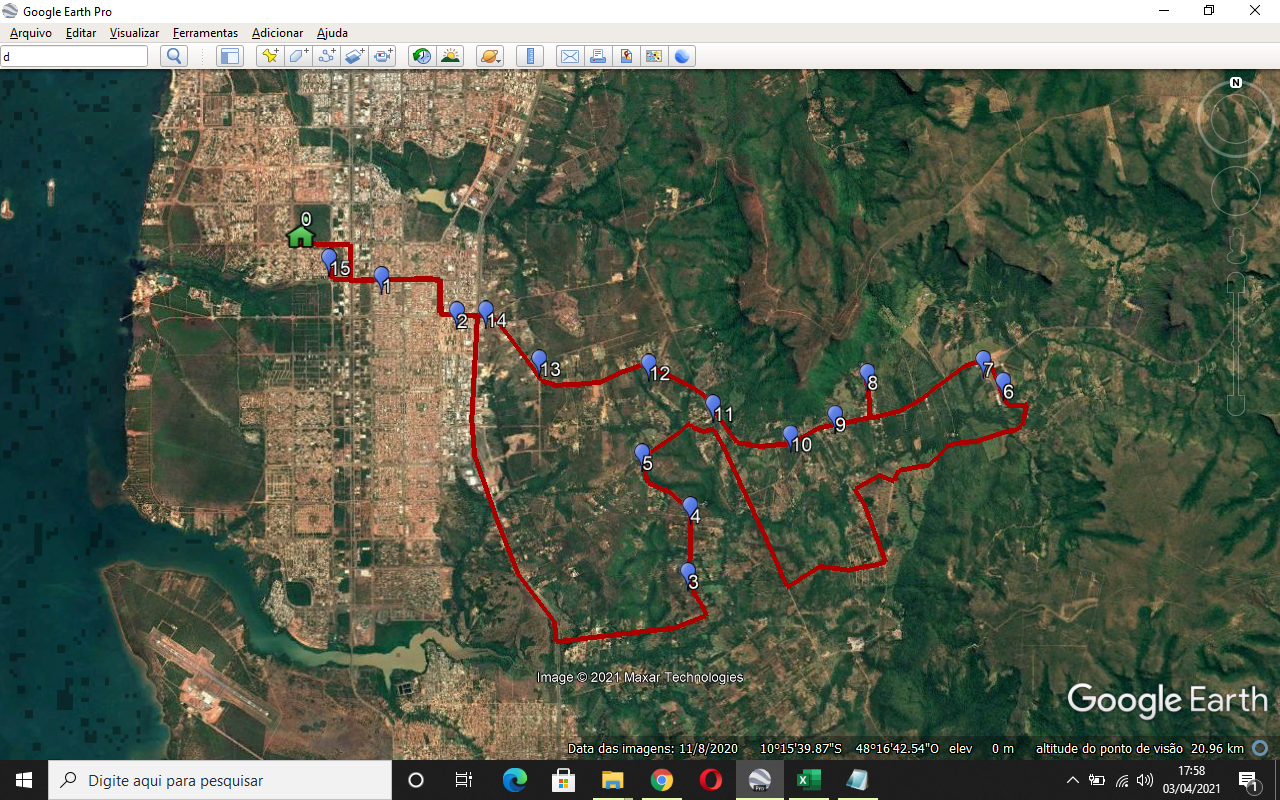 Google Earth Pro
Arquivo Editar Visualizar Ferramentas Adicionar Ajuda
d
N
0
15
1
2
14
13
12
7
8
6
11
9
10
5
4
3
Image © 2021 Maxar Technologies
Google Earth
Data das imagens: 11/8/2020 10°15'39.87"S 48°16'42.54"O elev 0 m altitude do ponto de visão 20.96 km
Digite aqui para pesquisar
Pro
17:58
03/04/2021
1